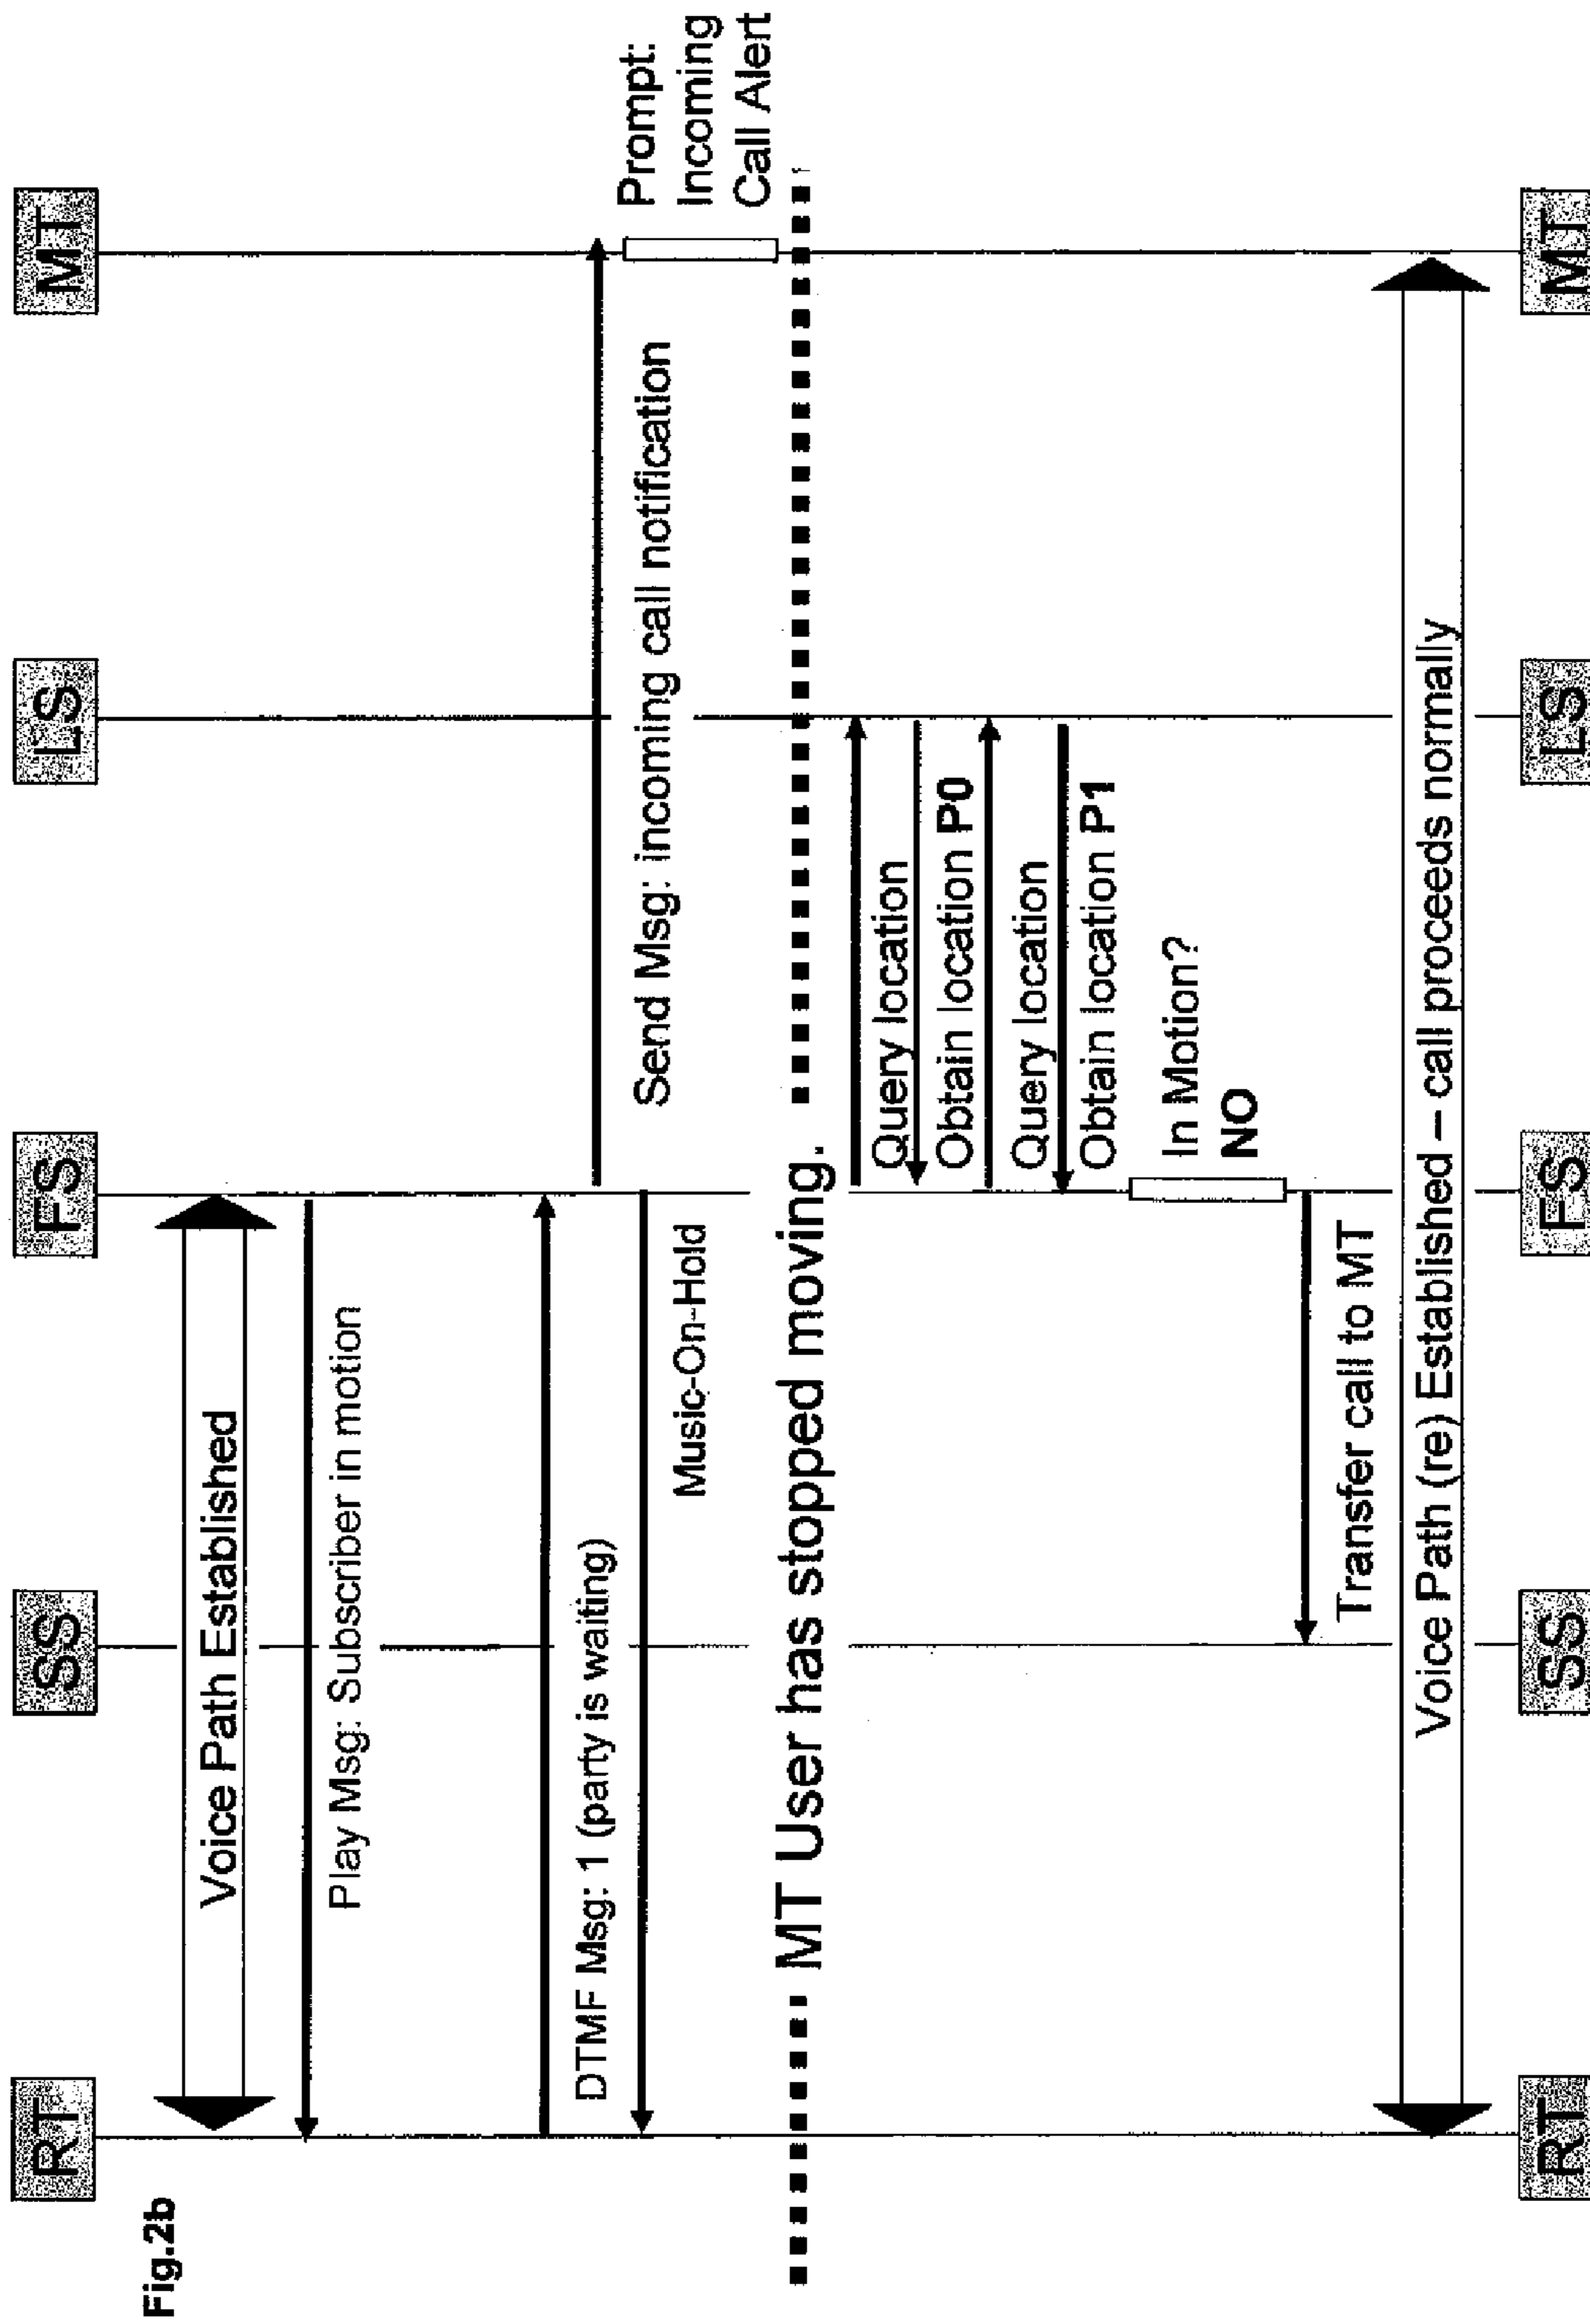 Fig.2b
RT
SS
FS
LS
MT
Voice Path Established
Play Msg: Subscriber in motion
DTMF Msg: 1 (party is waiting)
Send Msg: incoming call notification
Music-On-Hold
Prompt:
Incoming
Call Alert
MT User has stopped moving.
Query location
Obtain location P0
Query location
Obtain location P1
In Motion?
NO
Transfer call to MT
Voice Path (re) Established – call proceeds normally
RT
SS
FS
LS
MT